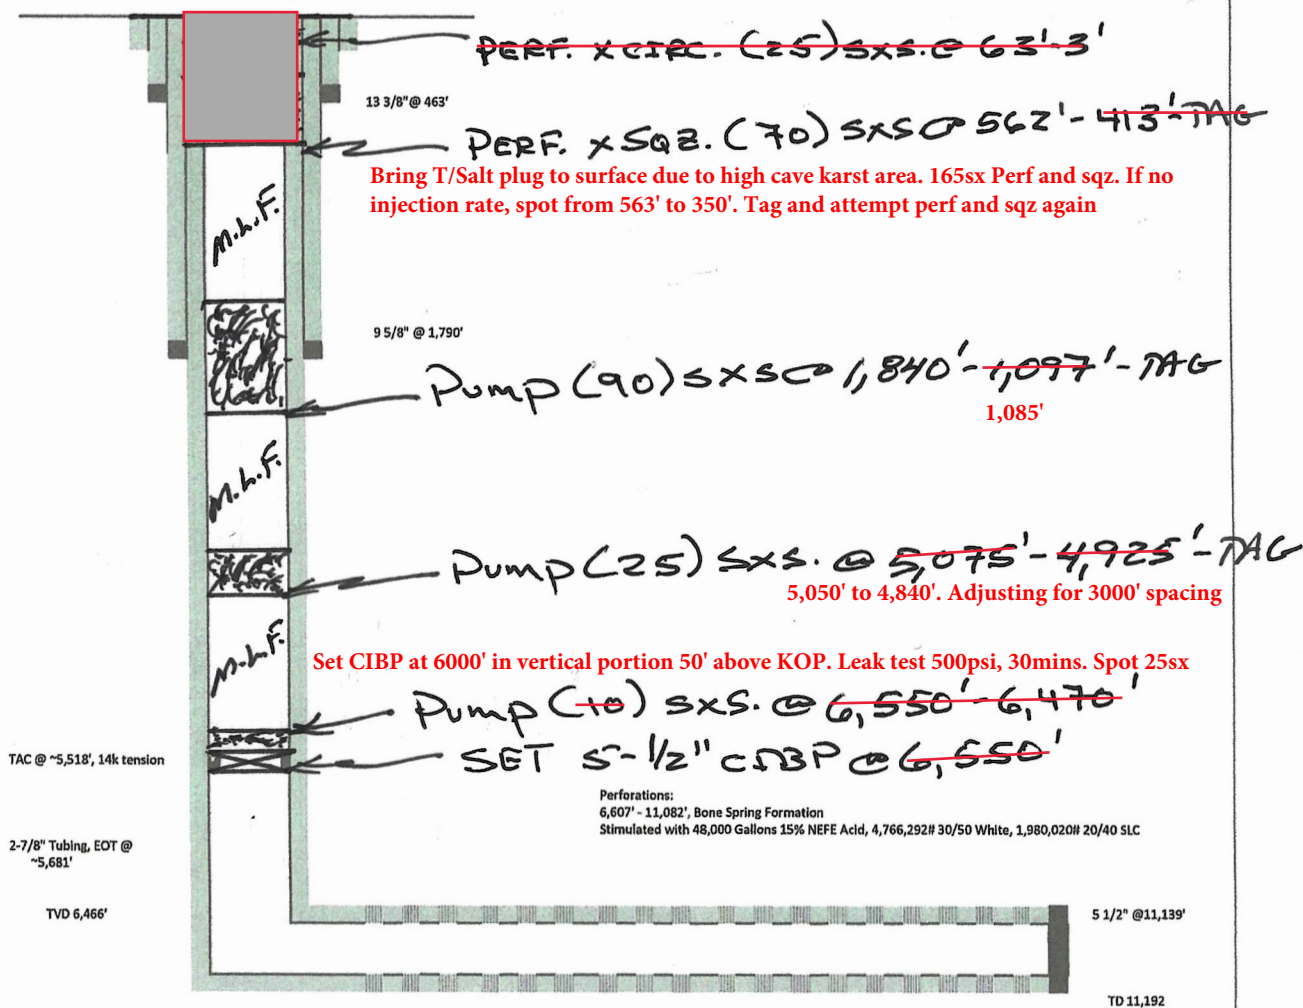 PERF. X CIRC. (25) SXS. @ 63'-3'
13 3/8"@ 463'
PERF. X SQZ. (70) SXS @ 562'-413'-TAG
Bring T/Salt plug to surface due to high cave karst area. 165sx Perf and sqz. If no
injection rate, spot from 563' to 350'. Tag and attempt perf and sqz again
M.L.F.
9 5/8" @ 1,790'
Pump (90) SXS @ 1,840'-1,097'-TAG
1,085'
M.L.F.
Pump (25) SXS. @ 5,075'-4,925'-TAG
5,050' to 4,840'. Adjusting for 3000' spacing
M.L.F.
Set CIBP at 6000' in vertical portion 50' above KOP. Leak test 500psi, 30mins. Spot 25sx
Pump (10) SXS. @ 6,550'-6,470'
TAC @ ~5,518', 14k tension
SET 5-1/2" CIBP @ 6,550'
Perforations:
6,607' - 11,082', Bone Spring Formation
Stimulated with 48,000 Gallons 15% NEFE Acid, 4,766,292# 30/50 White, 1,980,020# 20/40 SLC
2-7/8" Tubing, EOT @
~5,681'
TVD 6,466'
5 1/2" @11,139'
TD 11,192